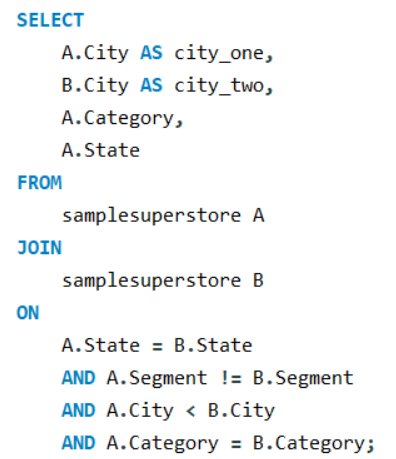 SELECT
A.City AS city_one,
B.City AS city_two,
A.Category,
A.State
FROM
samplesuperstore A
JOIN
samplesuperstore B
ON
A.State = B.State
AND A.Segment != B.Segment
AND A.City < B.City
AND A.Category = B.Category;